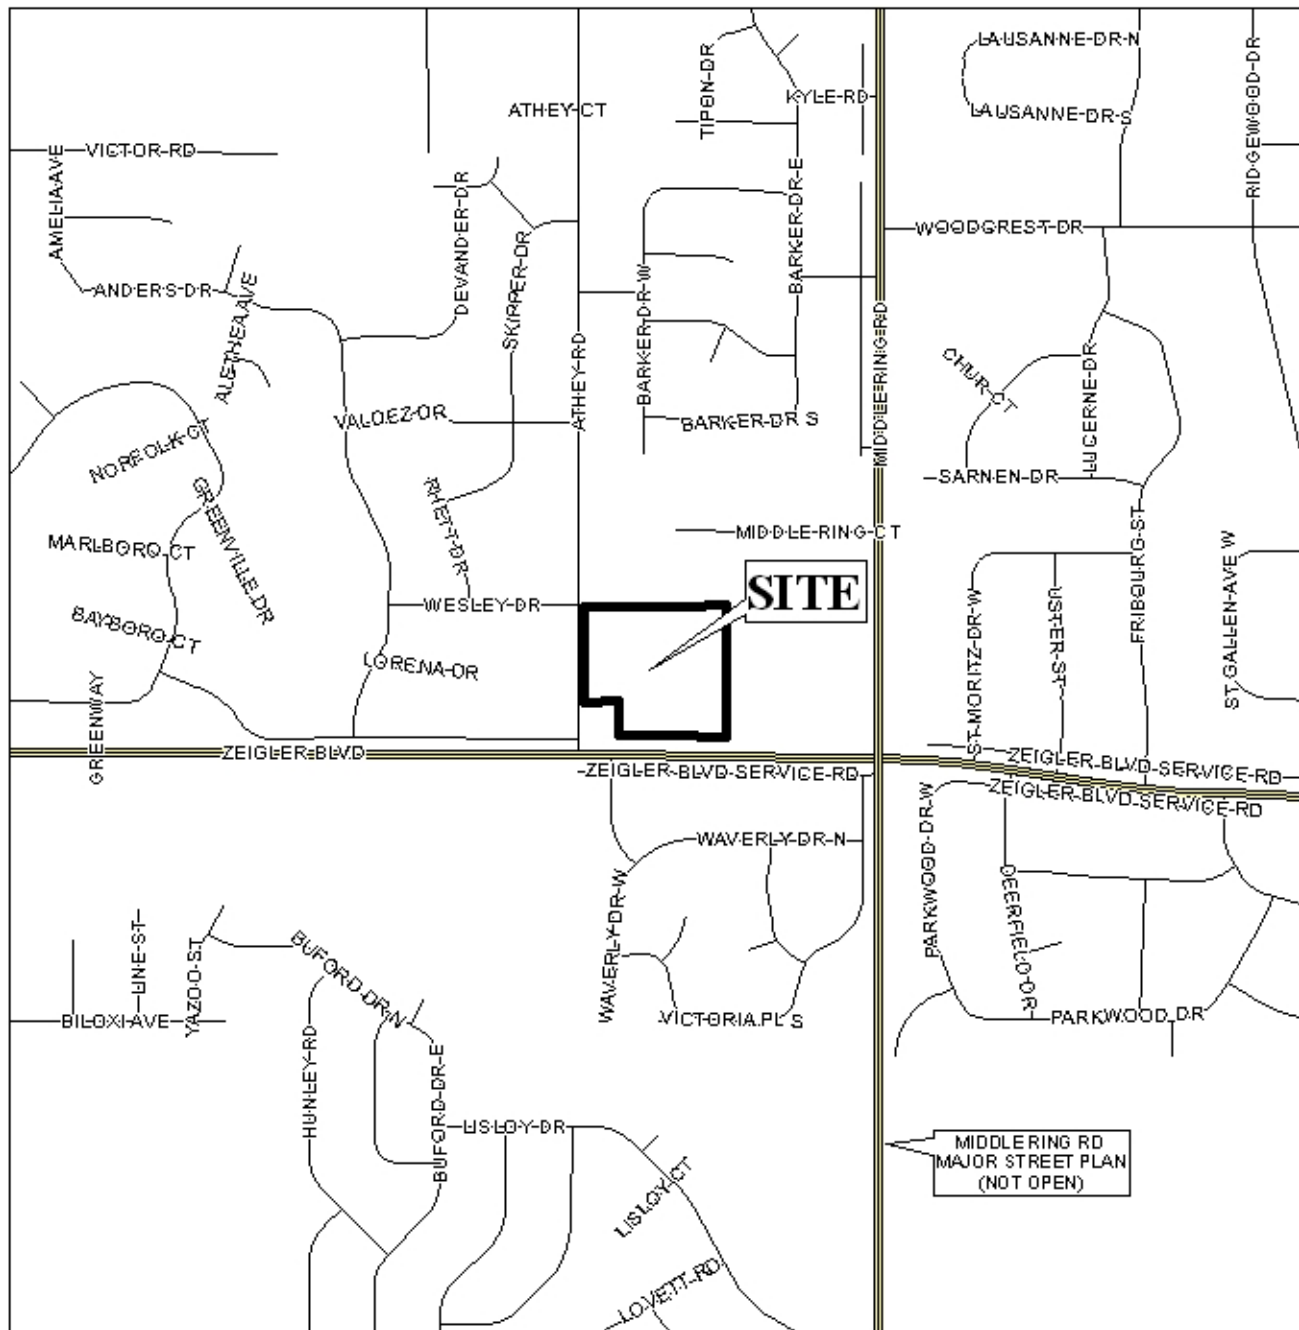 LAUSANNE DR N
TIPON DR
RIDGEWOOD DR
KYLE RD
ATHEY CT
LAUSANNE DR S
VICTOR RD
AMELIA AVE
DEVANDER DR
BARKER DR E
WOODCREST DR
SKIPPER DR
ANDERS DR
ALETHEA AVE
BARKER DR W
ATHEY RD
MIDDLE RING RD
CHUR CT
LUCERNE DR
VALDEZ DR
BARKER DR S
NORFOLK CT
SARNEN DR
GREENVILLE DR
RHETT DR
MIDDLE RING CT
FRIBOURG ST
MARLBORO CT
ST GALLEN AVE W
SITE
WESLEY DR
ST MORITZ DR W
USTER ST
BAYBORO CT
LORENA DR
GREENWAY
ZEIGLER BLVD
ZEIGLER BLVD SERVICE RD
ZEIGLER BLVD SERVICE RD
ZEIGLER BLVD SERVICE RD
WAVERLY DR N
PARKWOOD DR W
DEERFIELD DR
WAVERLY DR W
LINE ST
YAZOO ST
BUFORD DR N
BILOXI AVE
VICTORIA PL S
PARKWOOD DR
HUNLEY RD
BUFORD DR E
LISLOY DR
MIDDLE RING RD
MAJOR STREET PLAN
(NOT OPEN)
LISLOY CT
LOVETT RD